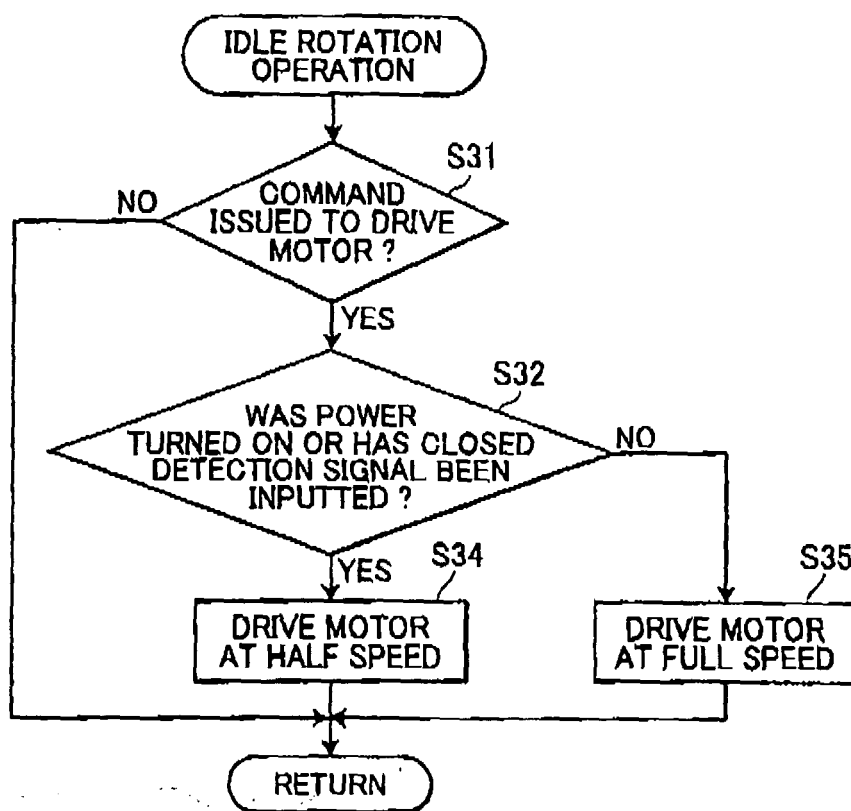 IDLE ROTATION
OPERATION
S31
COMMAND
ISSUED TO DRIVE
MOTOR ?
NO
YES
S32
WAS POWER
TURNED ON OR HAS CLOSED
DETECTION SIGNAL BEEN
INPUTTED ?
NO
YES
S34
DRIVE MOTOR
AT HALF SPEED
S35
DRIVE MOTOR
AT FULL SPEED
RETURN